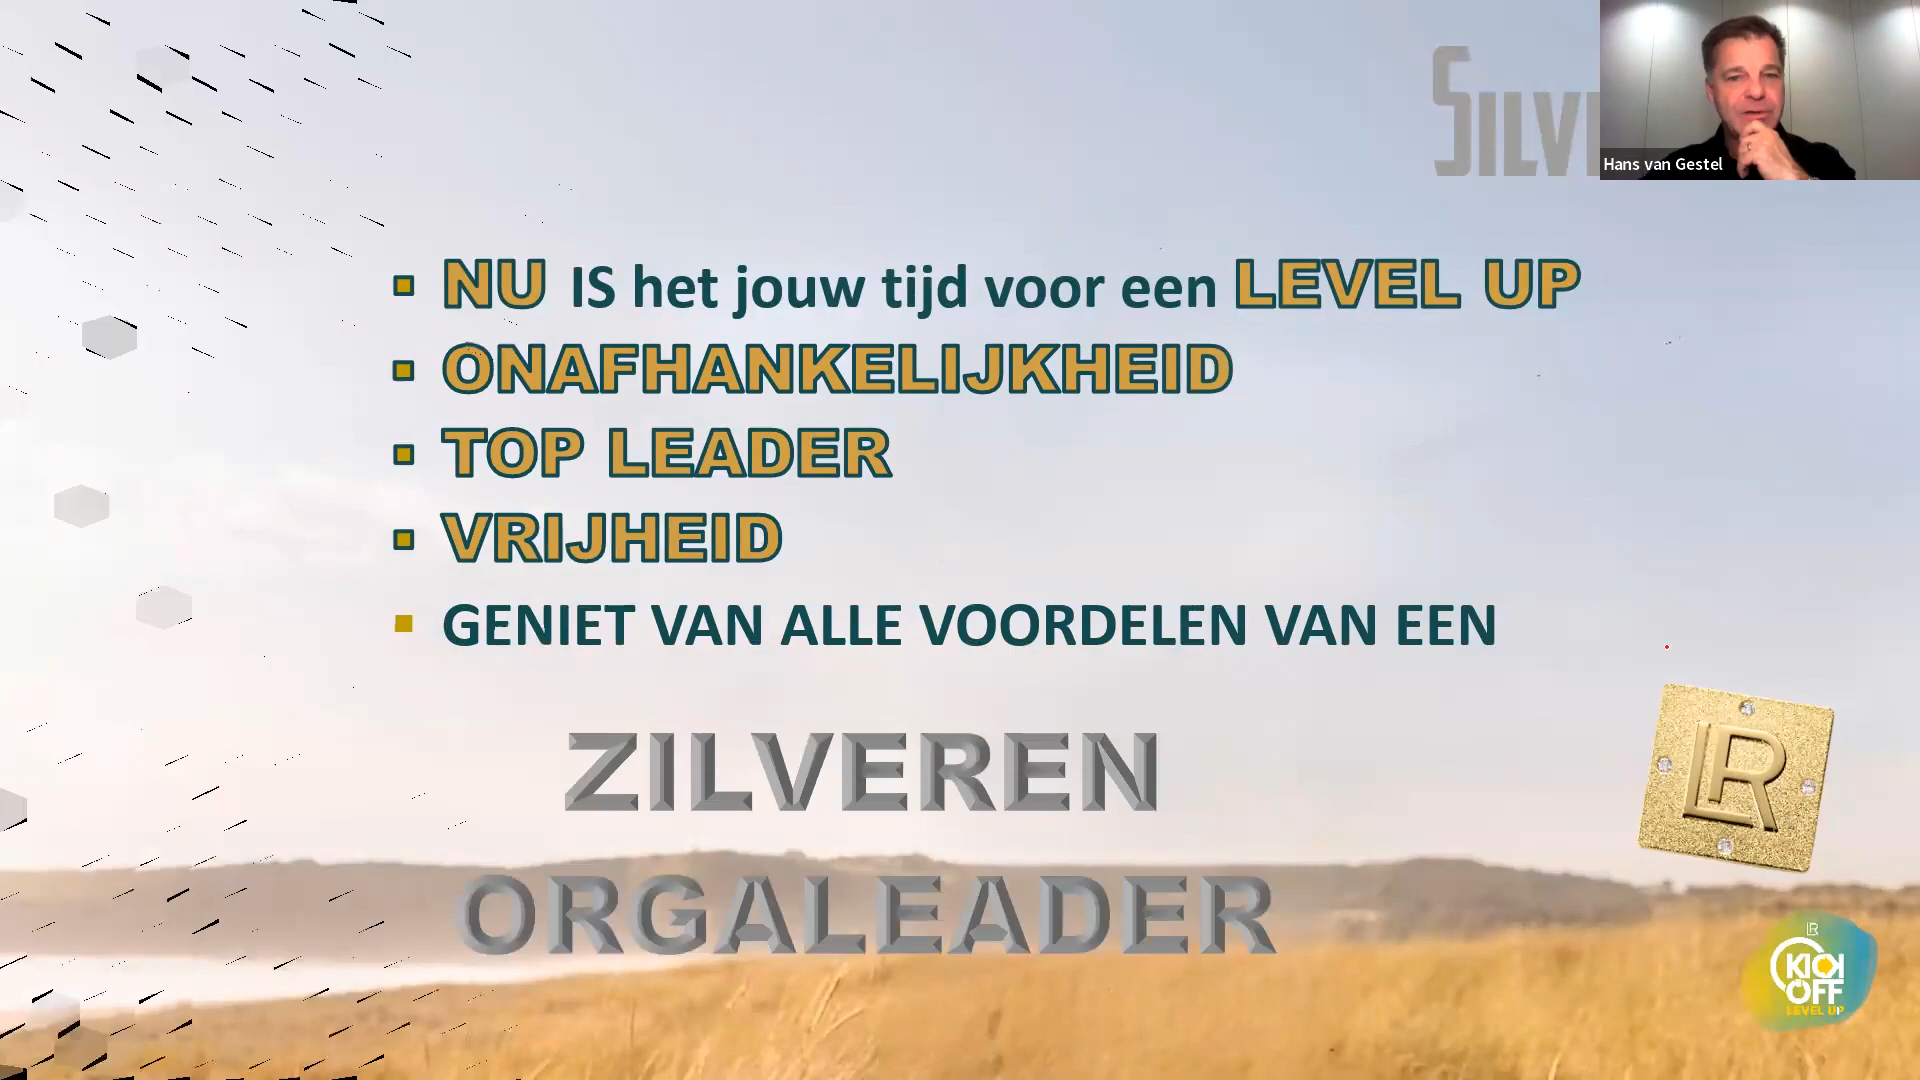 SILV
Hans van Gestel
NU IS het jouw tijd voor een LEVEL UP
ONAFHANKELIJKHEID
TOP LEADER
VRIJHEID
GENIET VAN ALLE VOORDELEN VAN EEN
ZILVEREN
ORGALEADER
LR
LR
KICK
OFF
LEVEL UP